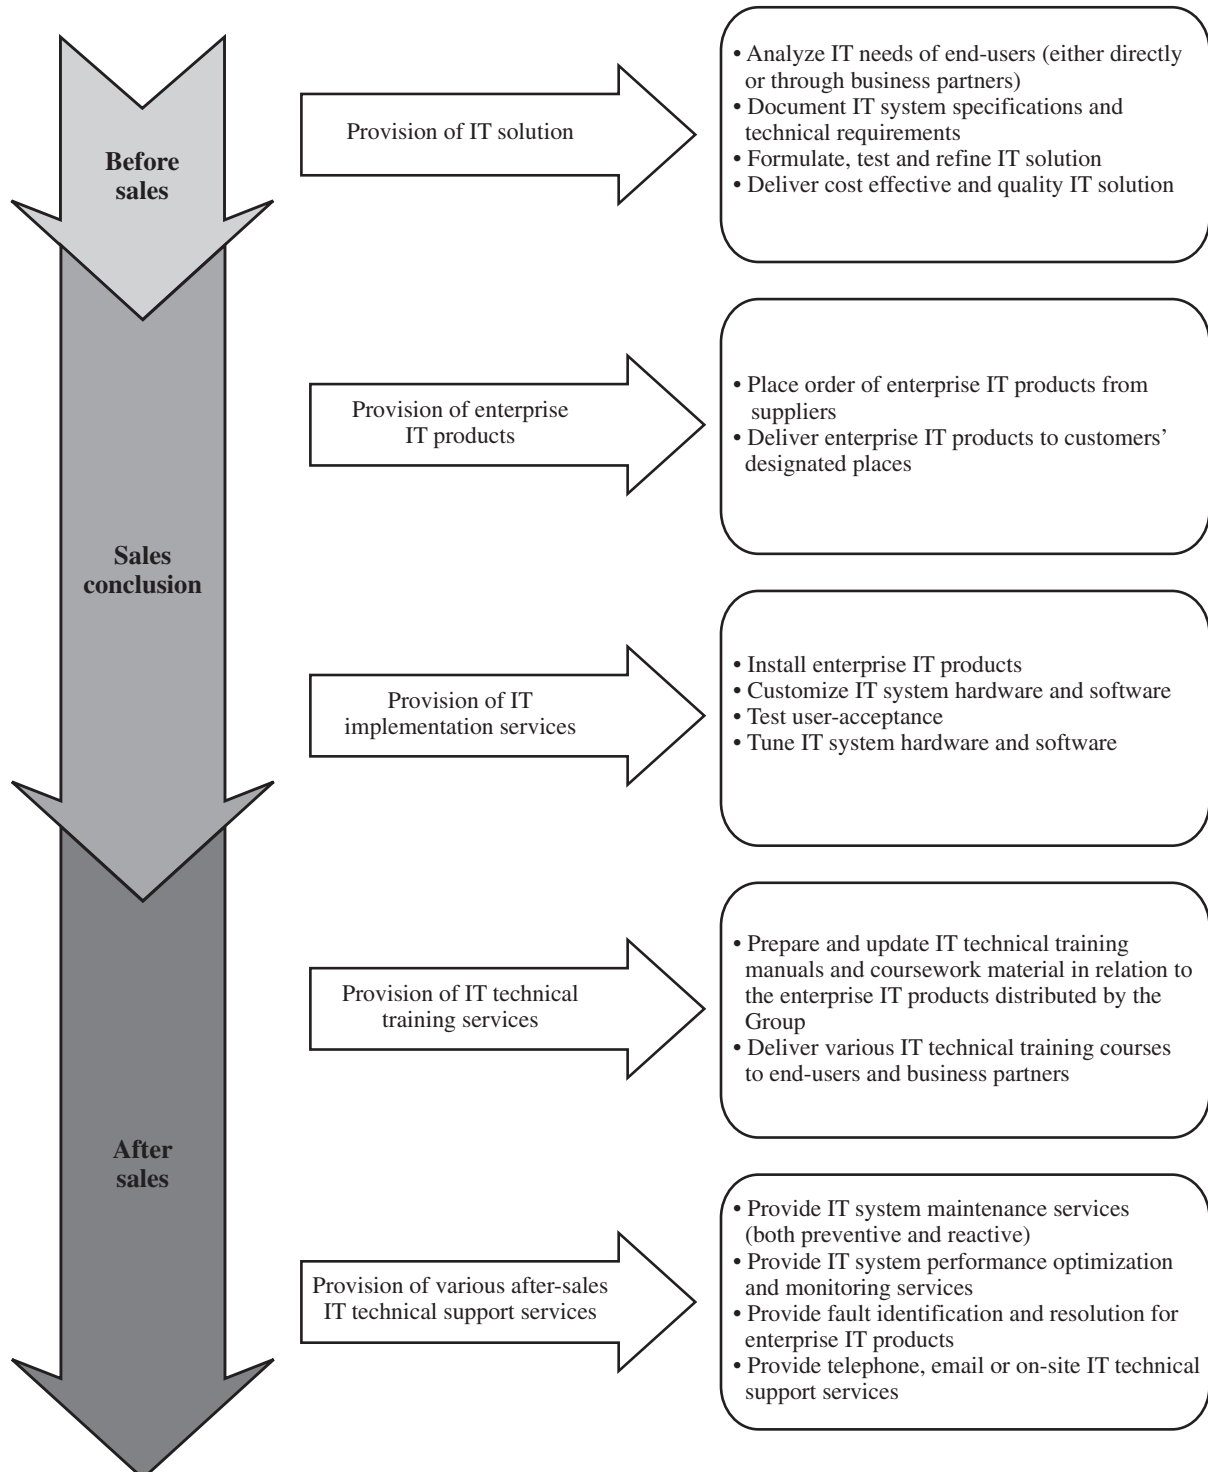 Before
sales
Provision of IT solution
• Analyze IT needs of end-users (either directly
or through business partners)
• Document IT system specifications and
technical requirements
• Formulate, test and refine IT solution
• Deliver cost effective and quality IT solution
Sales
conclusion
Provision of enterprise
IT products
• Place order of enterprise IT products from
suppliers
• Deliver enterprise IT products to customers’
designated places
Provision of IT
implementation services
• Install enterprise IT products
• Customize IT system hardware and software
• Test user-acceptance
• Tune IT system hardware and software
After
sales
Provision of IT technical
training services
• Prepare and update IT technical training
manuals and coursework material in relation to
the enterprise IT products distributed by the
Group
• Deliver various IT technical training courses
to end-users and business partners
Provision of various after-sales
IT technical support services
• Provide IT system maintenance services
(both preventive and reactive)
• Provide IT system performance optimization
and monitoring services
• Provide fault identification and resolution for
enterprise IT products
• Provide telephone, email or on-site IT technical
support services